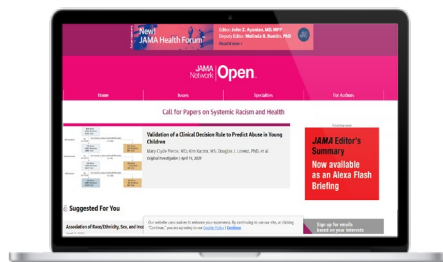 New!
JAMA Health Forum
Editor: John Z. Ayanian, MD, MPP
Deputy Editor: Melinda B. Buntin, PhD
Read more >
JAMA
Network Open
Home Issues Specialties For Authors
Call for Papers on Systemic Racism and Health
Validation of a Clinical Decision Rule to Predict Abuse in Young
Children
Mary Clyde Pierce, MD; Kim Kaczor, MS; Douglas J. Lorenz, PhD; et al
Original Investigation | April 14, 2021
Advertisement
JAMA Editor's
Summary
Now available
as an Alexa Flash
Briefing
Suggested For You
Association of Race/Ethnicity, Sex, and
Our website uses cookies to enhance your experience. By continuing to use our site, or clicking
"Continue," you are agreeing to our Cookie Policy | Continue
Sign up for emails
based on your interests